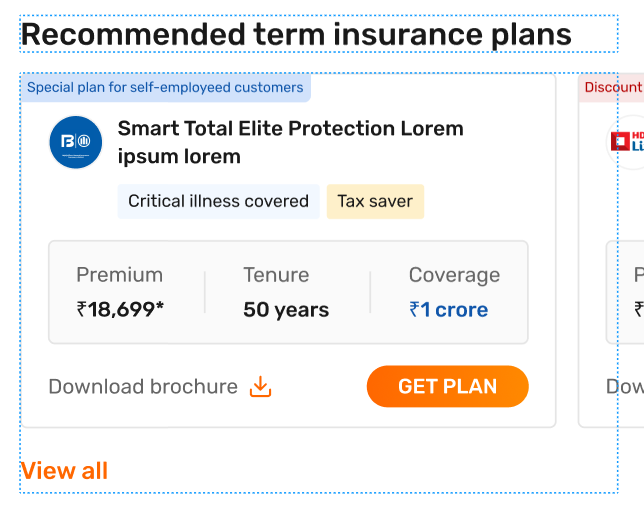 Recommended term insurance plans
Special plan for self-employeed customers
Discount
Smart Total Elite Protection Lorem
ipsum lorem
Critical illness covered
Tax saver
Premium
Tenure
Coverage
₹18,699*
50 years
₹1 crore
Download brochure
GET PLAN
View all